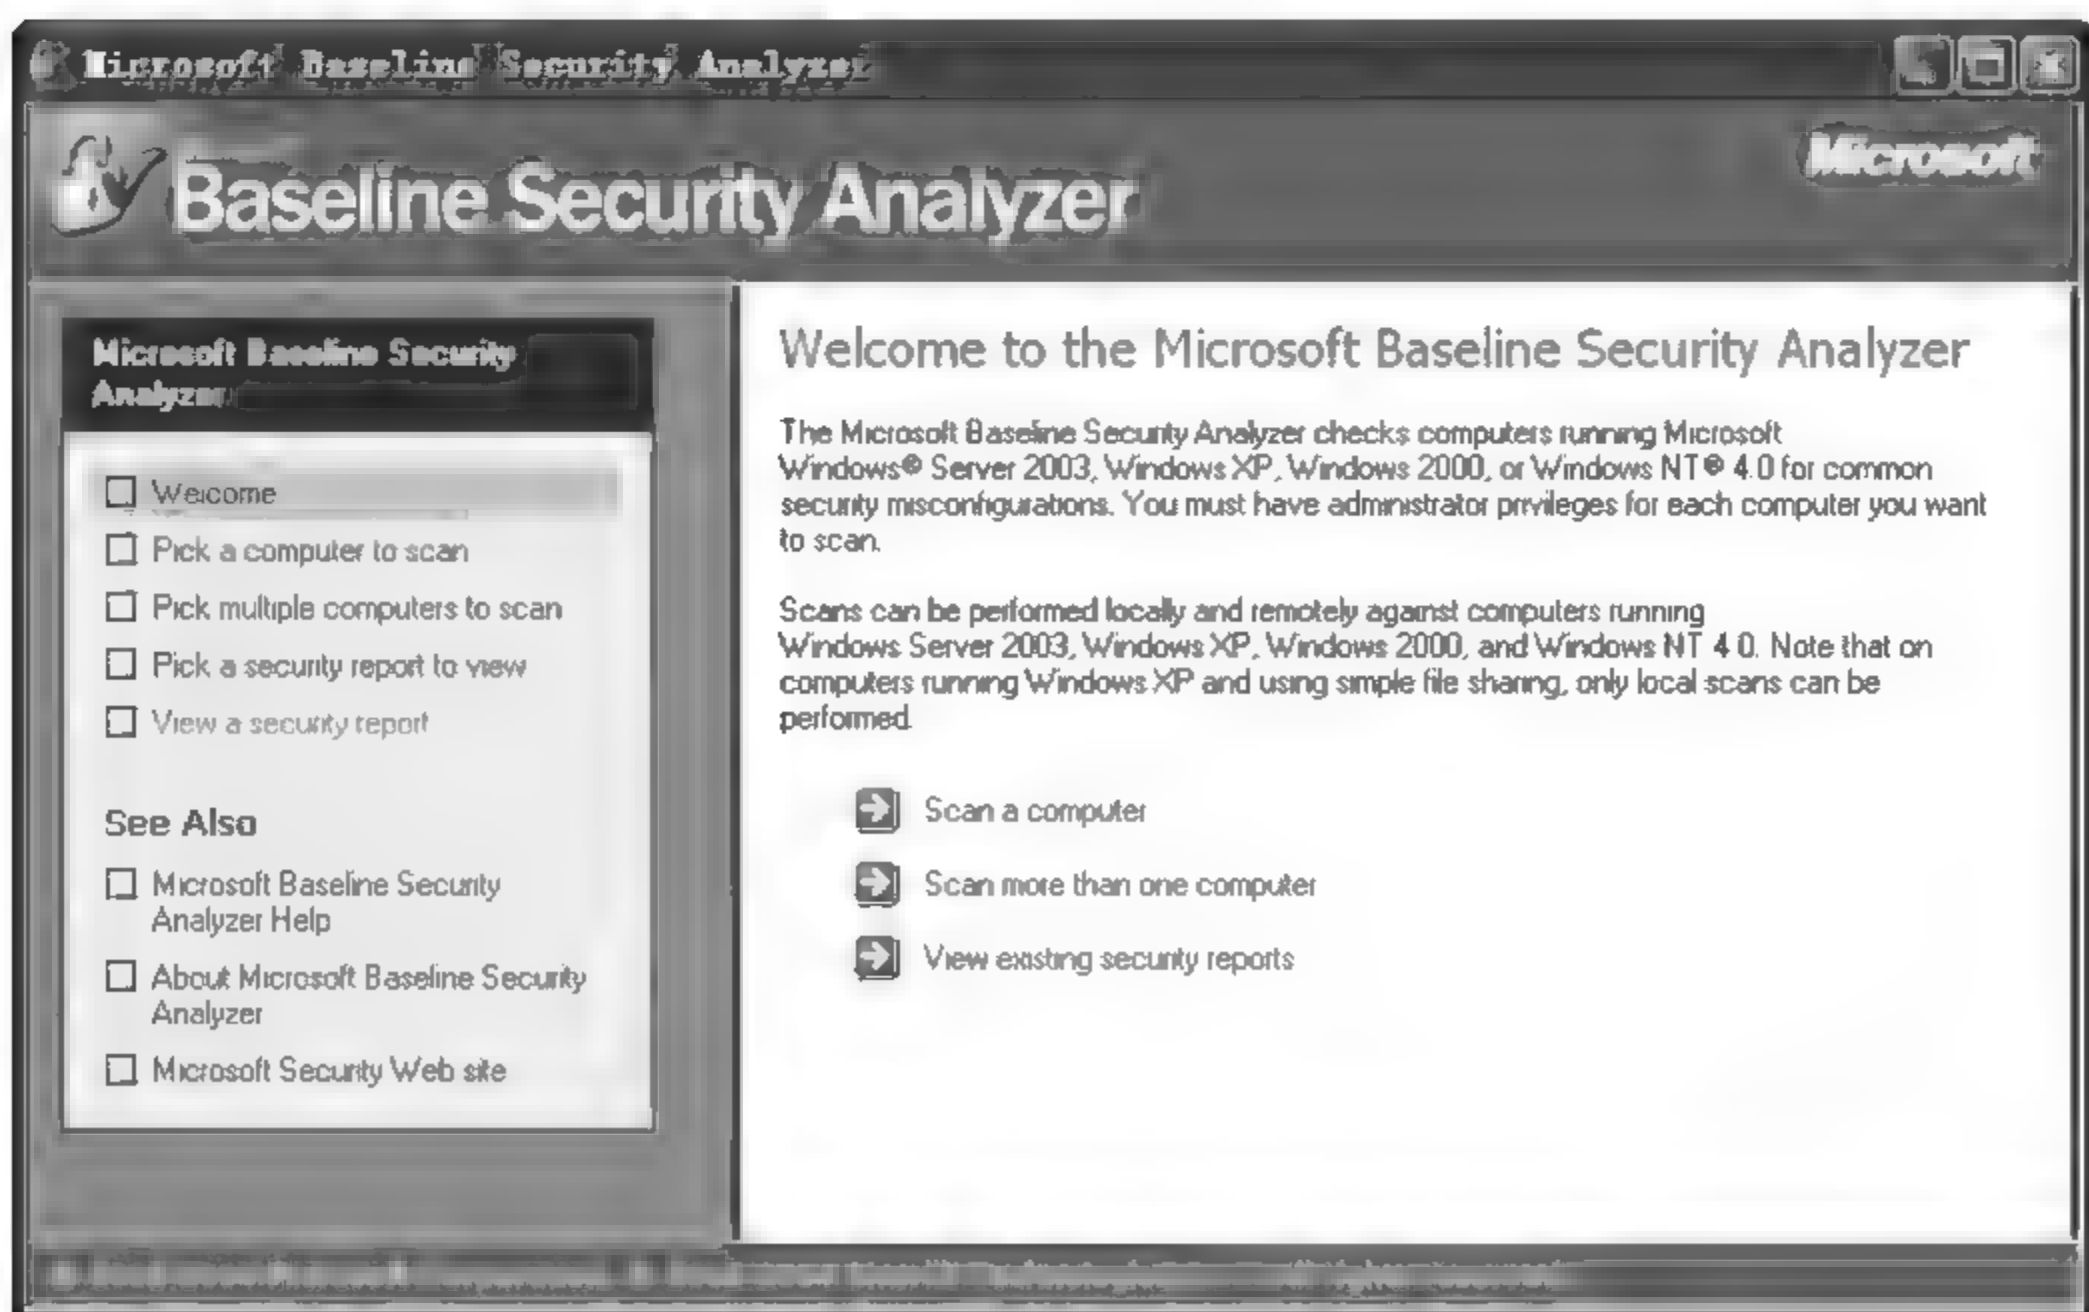 Microsoft Baseline Security Analyzer
Microsoft
Baseline Security Analyzer
Microsoft Baseline Security
Analyzer
Welcome
Pick a computer to scan
Pick multiple computers to scan
Pick a security report to view
View a security report
See Also
Microsoft Baseline Security
Analyzer Help
About Microsoft Baseline Security
Analyzer
Microsoft Security Web site
Welcome to the Microsoft Baseline Security Analyzer
The Microsoft Baseline Security Analyzer checks computers running Microsoft
Windows® Server 2003, Windows XP, Windows 2000, or Windows NT® 4.0 for common
security misconfigurations. You must have administrator privileges for each computer you want
to scan.
Scans can be performed locally and remotely against computers running
Windows Server 2003, Windows XP, Windows 2000, and Windows NT 4.0. Note that on
computers running Windows XP and using simple file sharing, only local scans can be
performed.
Scan a computer
Scan more than one computer
View existing security reports